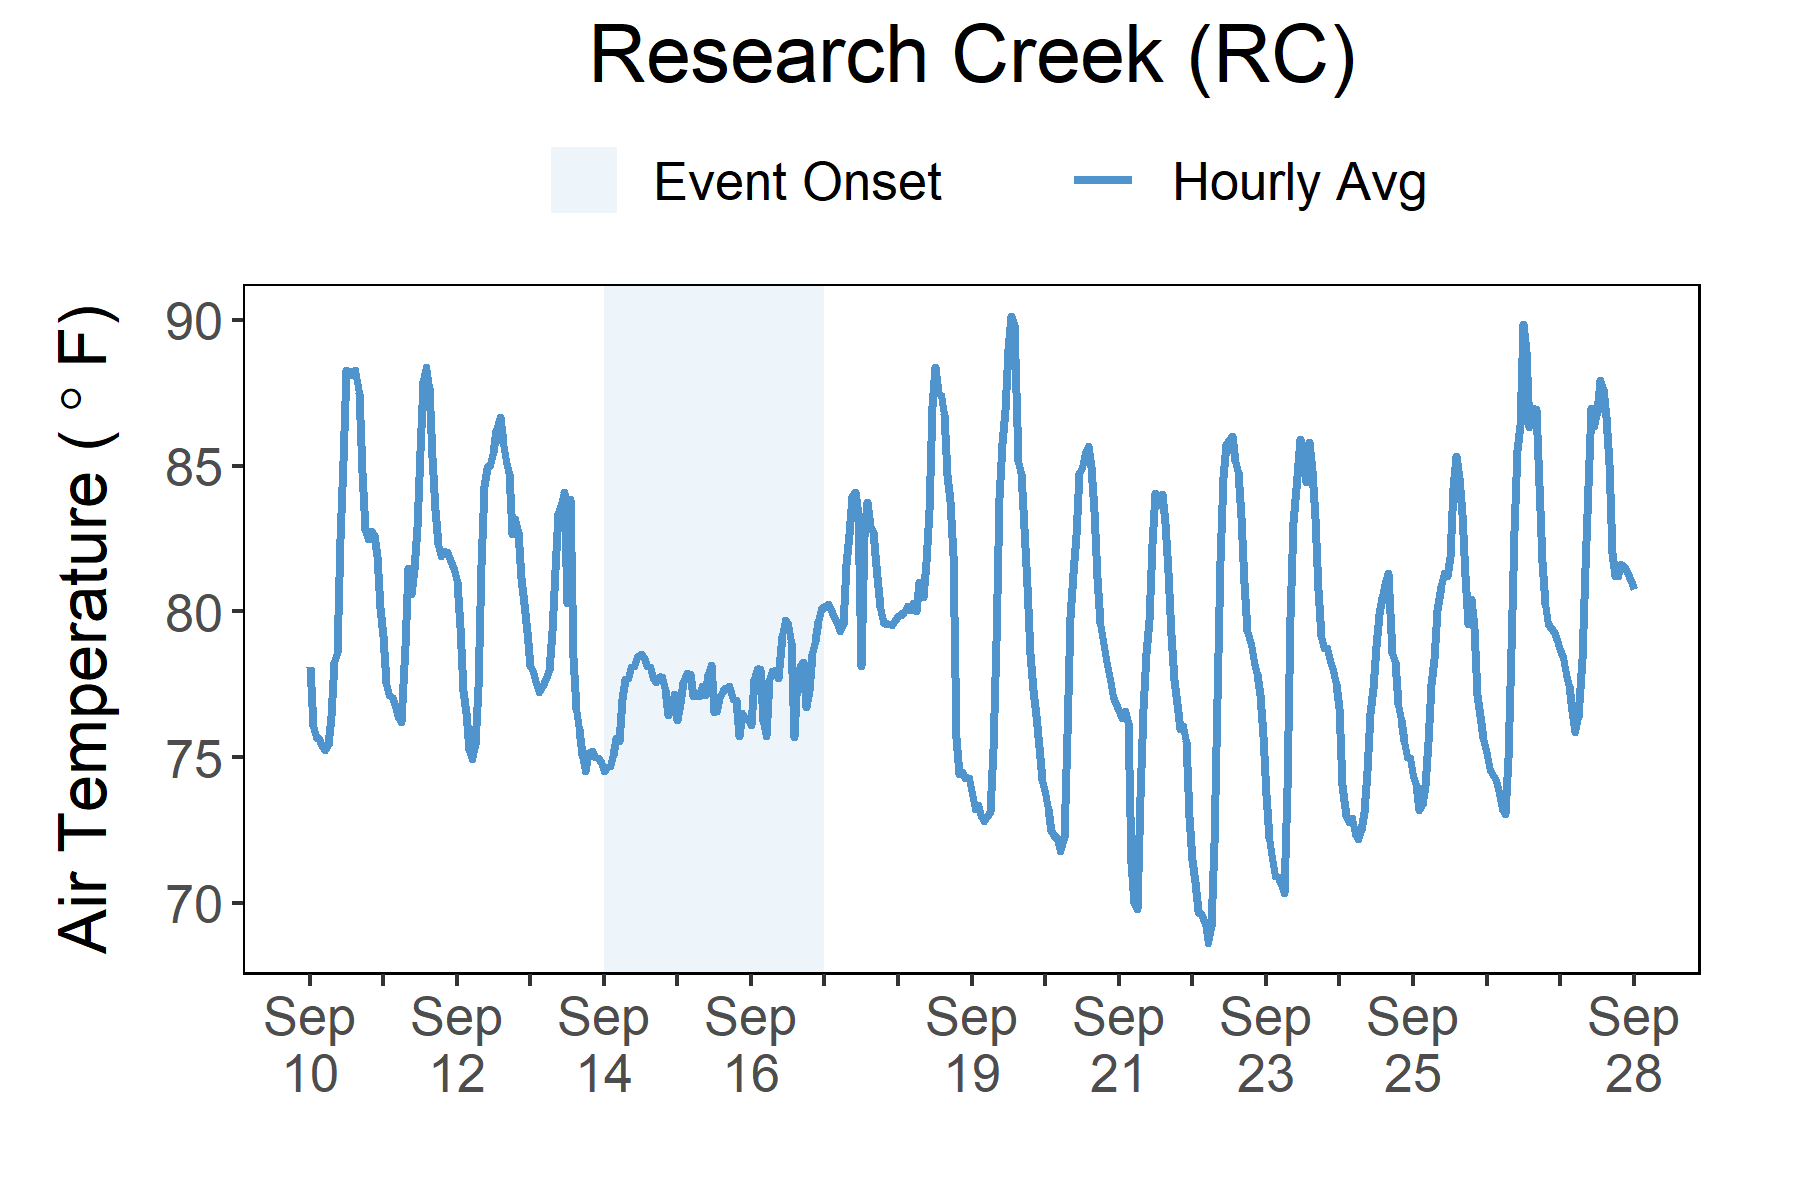 Research Creek (RC)
Event Onset Hourly Avg
Air Temperature ( ° F)
90
85
80
75
70
Sep Sep Sep Sep Sep Sep Sep Sep Sep
10 12 14 16 19 21 23 25 28